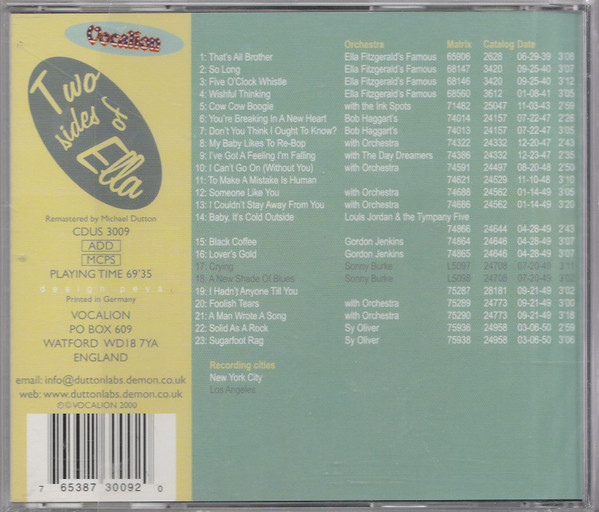 Vocalion
Two
sides of
Ella
Remastered by Michael Dutton
CDUS 3009
ADD
MCPS
PLAYING TIME 69'35
Printed in Germany
VOCALION
PO BOX 609
WATFORD WD18 7YA
ENGLAND
email: info@duttonlabs.demon.co.uk
web: www.duttonlabs.demon.co.uk
©℗VOCALION 2000
7 65387 30092 0
Orchestra Matrix Catalog Date
1: That's All Brother Ella Fitzgerald's Famous 65906 2628 06-29-39 3'08
2: So Long Ella Fitzgerald's Famous 68147 3420 09-25-40 3'07
3: Five O'Clock Whistle Ella Fitzgerald's Famous 68146 3420 09-25-40 3'12
4: Wishful Thinking Ella Fitzgerald's Famous 68560 3612 01-08-41 3'05
5: Cow Cow Boogie with the Ink Spots 71482 25047 11-03-43 2'59
6: You're Breaking In A New Heart Bob Haggart's 74014 24157 07-22-47 2'26
7: Don't You Think I Ought To Know? Bob Haggart's 74013 24157 07-22-47 3'05
8: My Baby Likes To Re-Bop with Orchestra 74322 24332 12-20-47 2'43
9: I've Got A Feeling I'm Falling with The Day Dreamers 74386 24332 12-23-47 2'35
10: I Can't Go On (Without You) with Orchestra 74591 24497 08-20-48 2'50
11: To Make A Mistake Is Human 74821 24529 11-10-48 3'10
12: Someone Like You with Orchestra 74688 24562 01-14-49 3'05
13: I Couldn't Stay Away From You with Orchestra 74686 24562 01-14-49 3'20
14: Baby, it's Cold Outside Louis Jordan & the Tympany Five
74866 24644 04-28-49 2'43
15: Black Coffee Gordon Jenkins 74864 24646 04-28-49 3'07
16: Lover's Gold Gordon Jenkins 74865 24646 04-28-49 3'07
17: Crying Sonny Burke L5097 24708 07-20-49
18: A New Shade Of Blues Sonny Burke L5098 24708 07-20-49
19: I Hadn't Anyone Till You 75287 28181 09-21-49 3'02
20: Foolish Tears with Orchestra 75289 24773 09-21-49 3'00
21: A Man Wrote A Song with Orchestra 75290 24773 09-21-49 3'18
22: Solid As A Rock Sy Oliver 75936 24958 03-06-50 2'59
23: Sugarfoot Rag Sy Oliver 75938 24958 03-06-50 3'06
Recording cities
New York City
Los Angeles